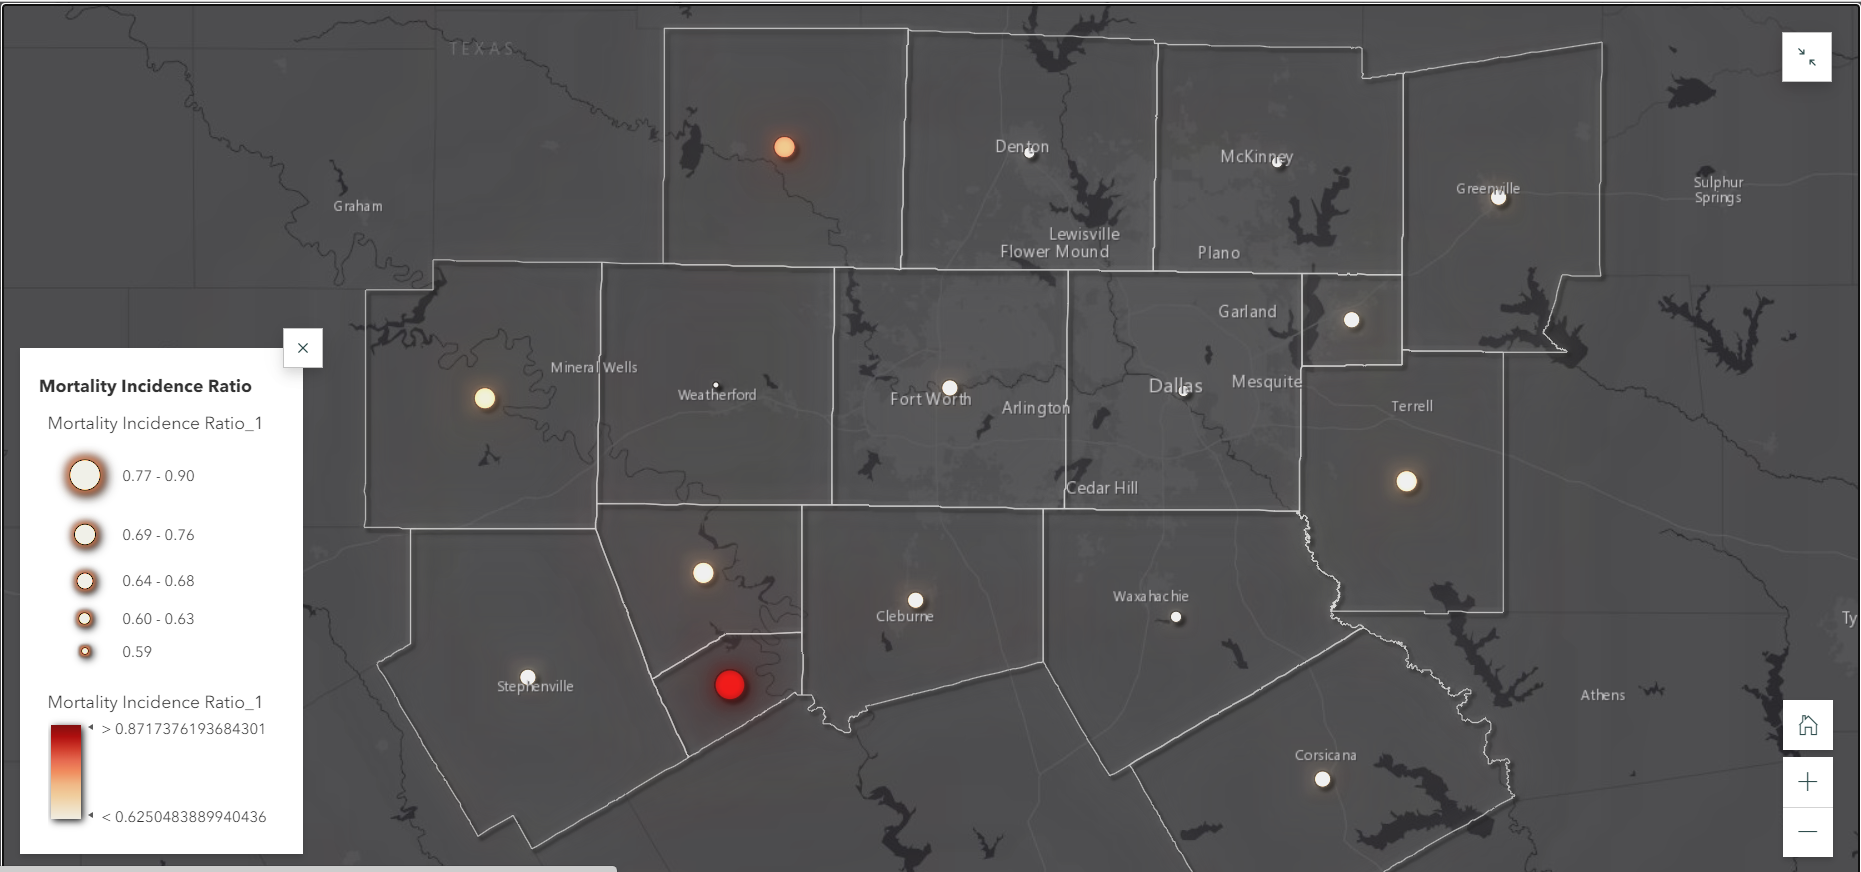 TEXAS
Denton
McKinney
Greenville
Sulphur
Springs
Graham
Lewisville
Flower Mound
Plano
Garland
Mineral Wells
Weatherford
Fort Worth
Arlington
Dallas
Mesquite
Terrell
Cedar Hill
Waxahachie
Cleburne
Ty
Stephenville
Athens
Corsicana
Mortality Incidence Ratio
Mortality Incidence Ratio_1
0.77 - 0.90
0.69 - 0.76
0.64 - 0.68
0.60 - 0.63
0.59
Mortality Incidence Ratio_1
> 0.8717376193684301
< 0.6250483889940436